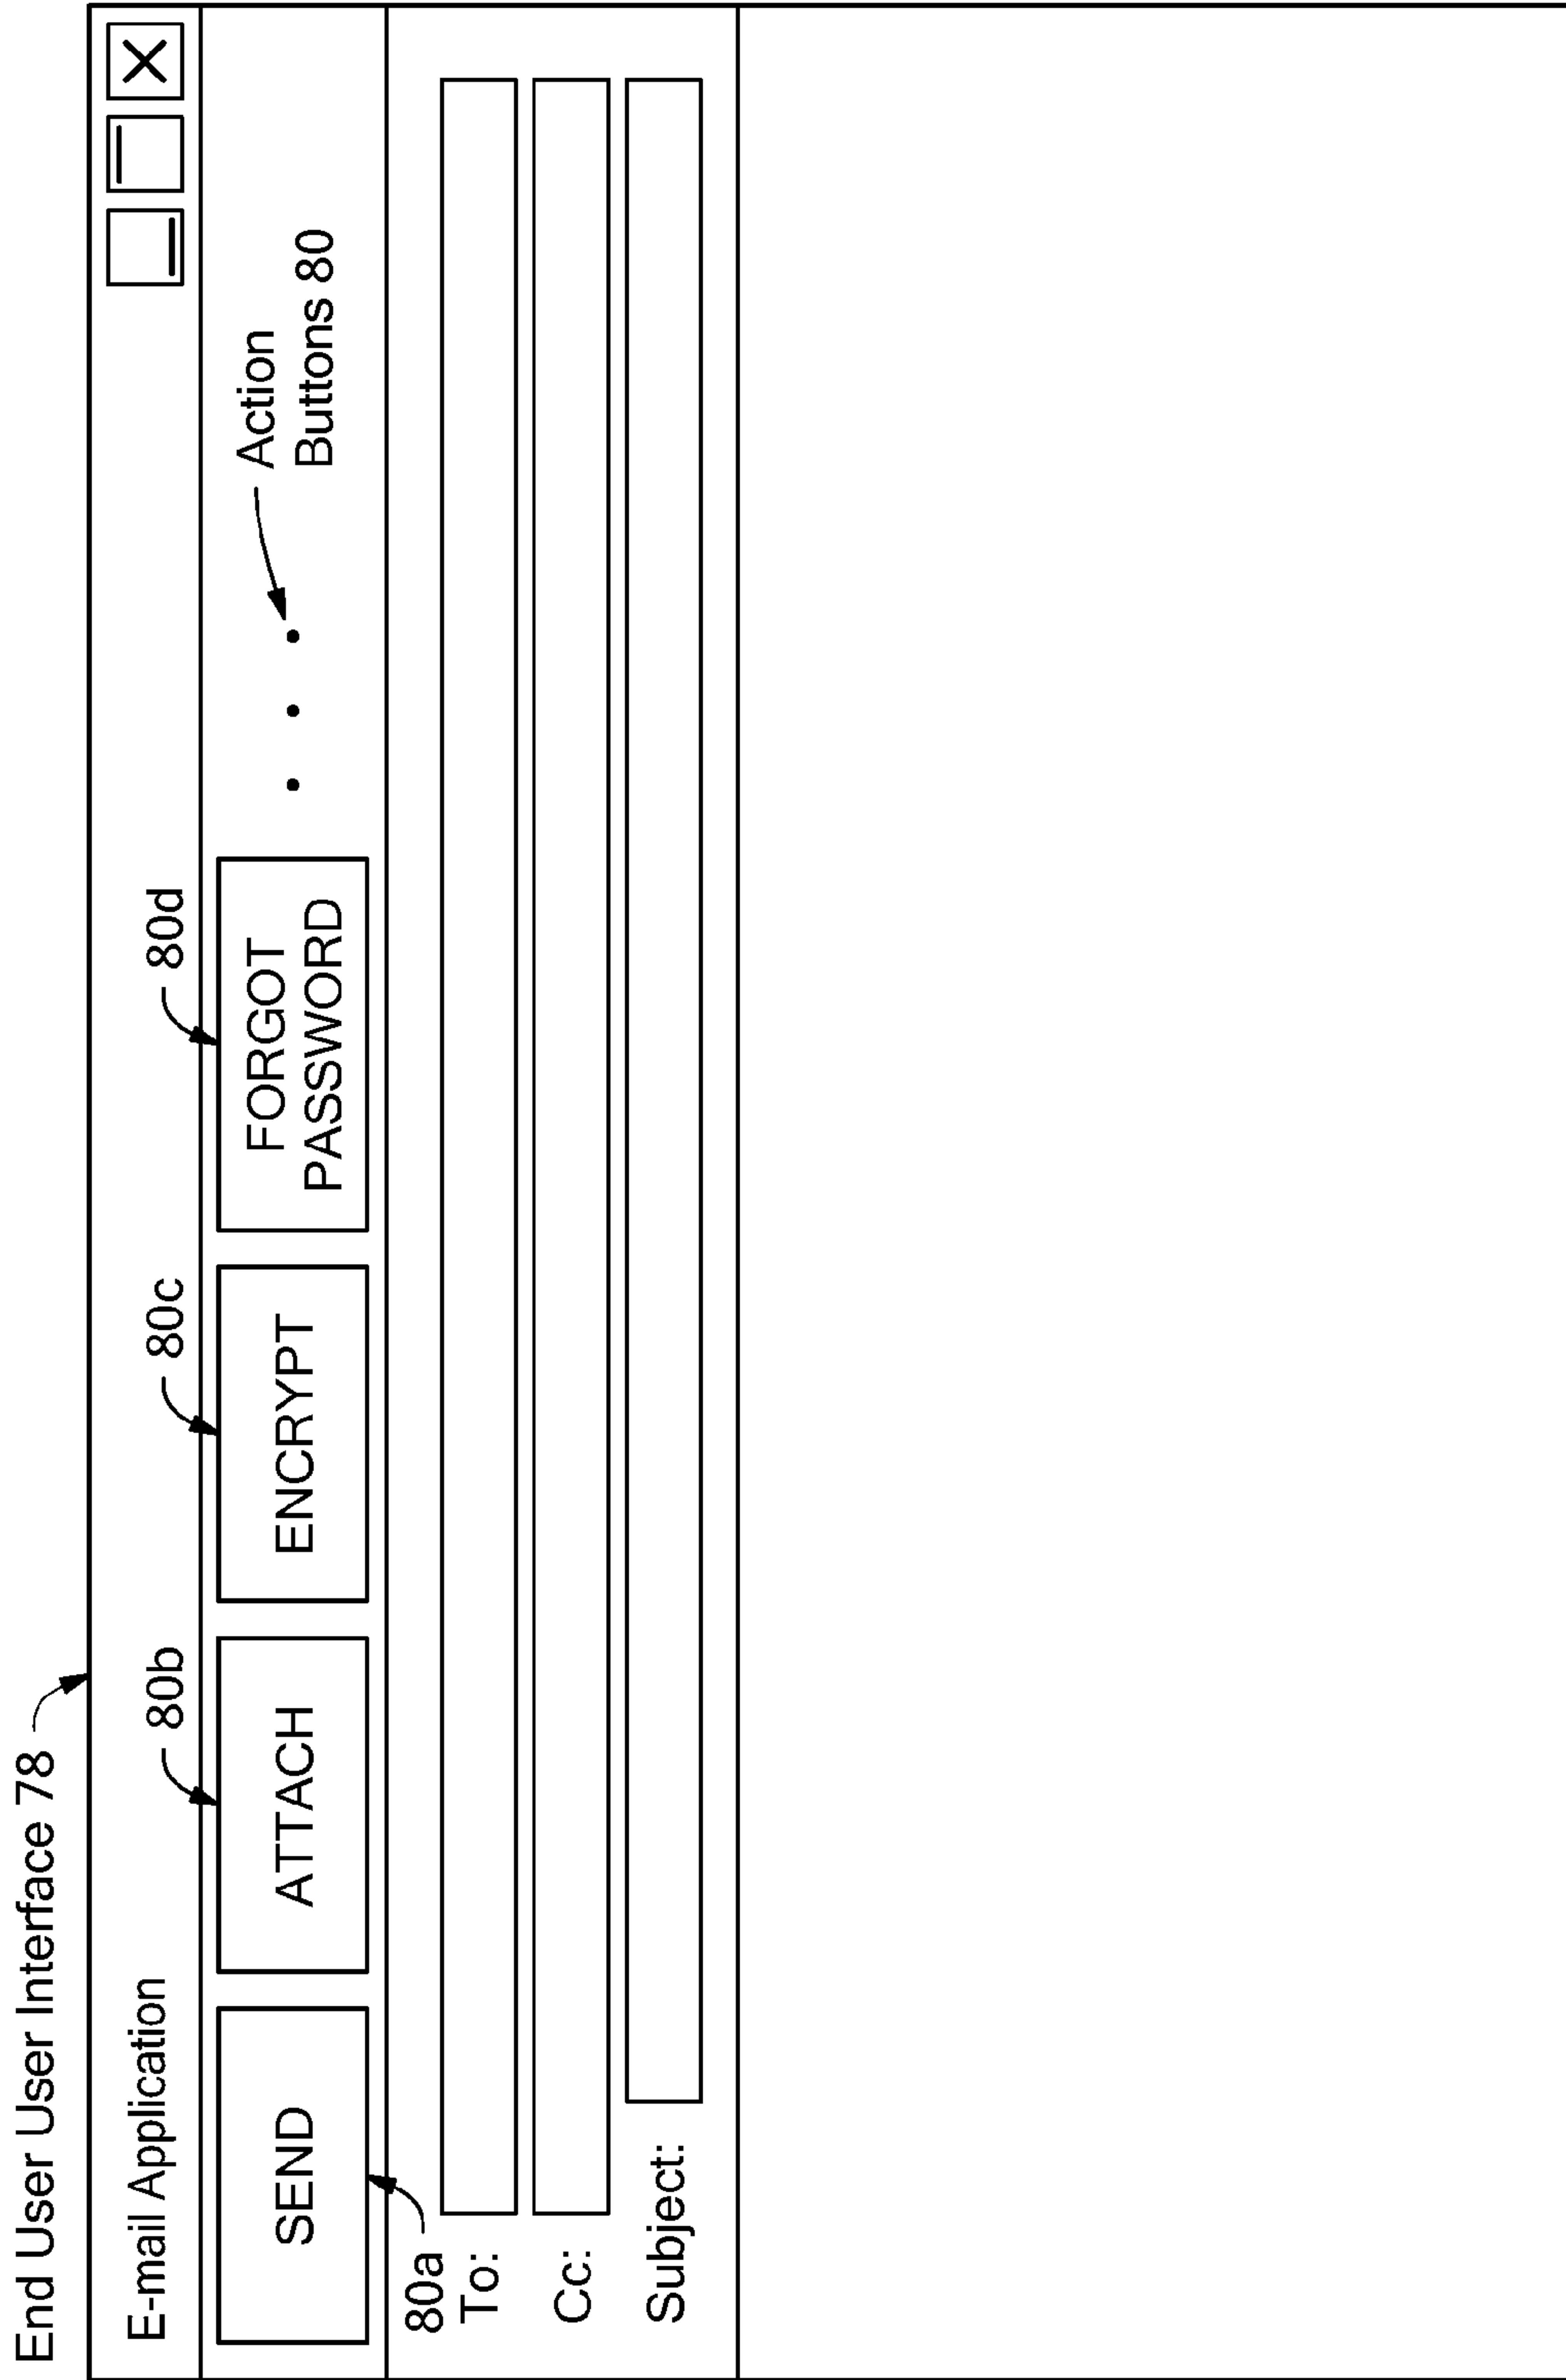 End User User Interface 78
E-mail Application
80b
80c
80d
SEND
ATTACH
ENCRYPT
FORGOT
PASSWORD
Action
Buttons 80
80a
To:
Cc:
Subject: